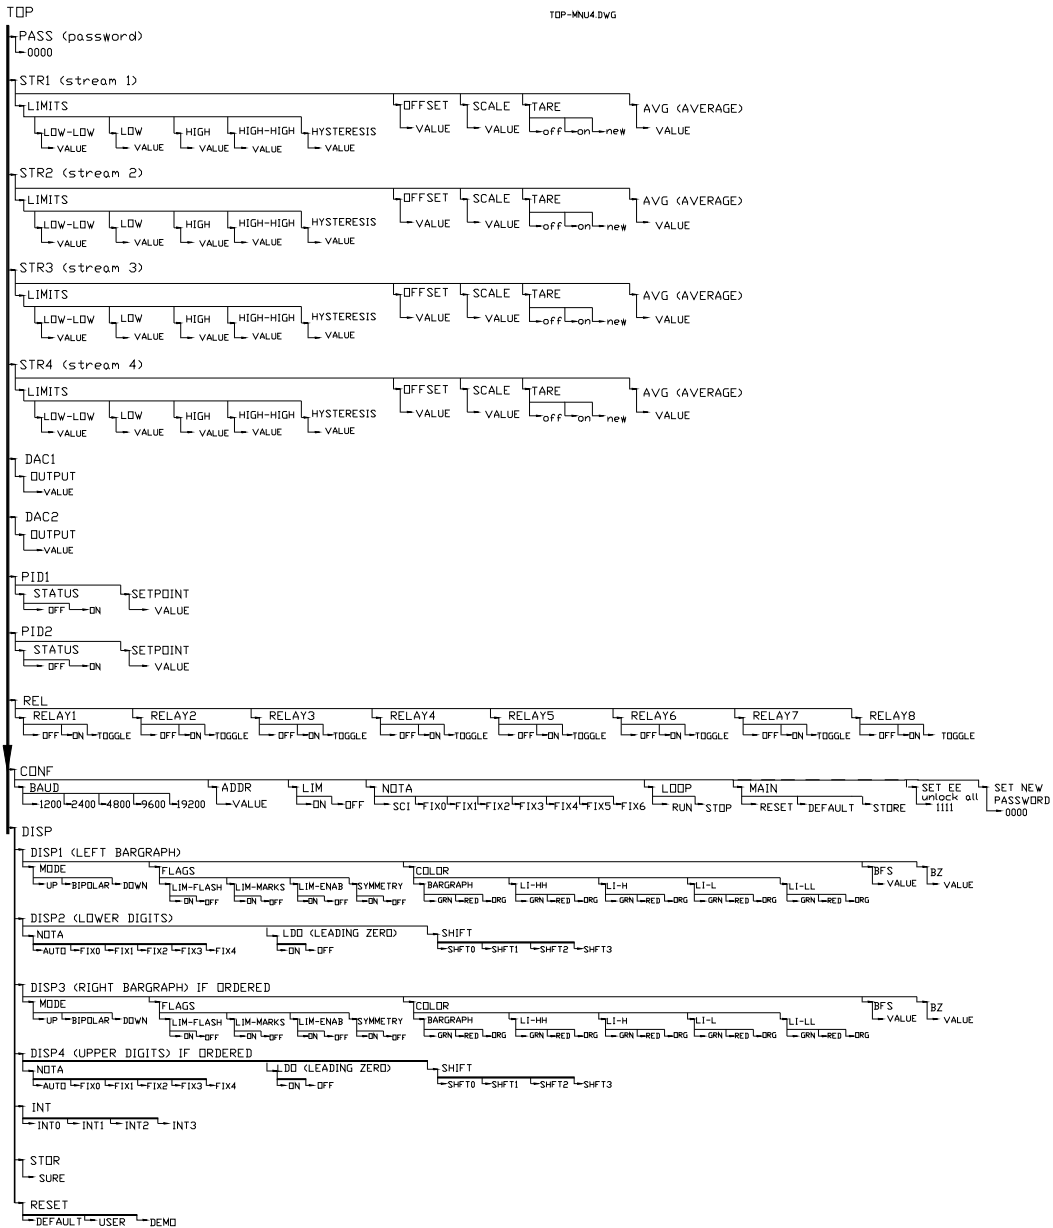 TOP
TOP-MNU4.DWG
PASS (password)
0000
STR1 (stream 1)
LIMITS OFFSET SCALE TARE AVG (AVERAGE)
LOW-LOW LOW HIGH HIGH-HIGH HYSTERESIS VALUE VALUE off on new VALUE
VALUE VALUE VALUE VALUE VALUE
STR2 (stream 2)
LIMITS OFFSET SCALE TARE AVG (AVERAGE)
LOW-LOW LOW HIGH HIGH-HIGH HYSTERESIS VALUE VALUE off on new VALUE
VALUE VALUE VALUE VALUE VALUE
STR3 (stream 3)
LIMITS OFFSET SCALE TARE AVG (AVERAGE)
LOW-LOW LOW HIGH HIGH-HIGH HYSTERESIS VALUE VALUE off on new VALUE
VALUE VALUE VALUE VALUE VALUE
STR4 (stream 4)
LIMITS OFFSET SCALE TARE AVG (AVERAGE)
LOW-LOW LOW HIGH HIGH-HIGH HYSTERESIS VALUE VALUE off on new VALUE
VALUE VALUE VALUE VALUE VALUE
DAC1
OUTPUT
VALUE
DAC2
OUTPUT
VALUE
PID1
STATUS SETPOINT
OFF ON VALUE
PID2
STATUS SETPOINT
OFF ON VALUE
REL
RELAY1 RELAY2 RELAY3 RELAY4 RELAY5 RELAY6 RELAY7 RELAY8
OFF ON TOGGLE OFF ON TOGGLE OFF ON TOGGLE OFF ON TOGGLE OFF ON TOGGLE OFF ON TOGGLE OFF ON TOGGLE OFF ON TOGGLE
CONF
BAUD ADDR LIM NOTA LOOP MAIN SET EE unlock all SET NEW PASSWORD
1200 2400 4800 9600 19200 VALUE ON OFF SCI FIX0 FIX1 FIX2 FIX3 FIX4 FIX5 FIX6 RUN STOP RESET DEFAULT STORE 1111 0000
DISP
DISP1 (LEFT BARGRAPH)
MODE FLAGS COLOR BFS BZ
UP BIPOLAR DOWN LIM-FLASH LIM-MARKS LIM-ENAB SYMMETRY BARGRAPH LI-HH LI-H LI-L LI-LL VALUE VALUE
ON OFF ON OFF ON OFF ON OFF GRN RED ORG GRN RED ORG GRN RED ORG GRN RED ORG GRN RED ORG
DISP2 (LOWER DIGITS)
NOTA LDO (LEADING ZERO) SHIFT
AUTO FIX0 FIX1 FIX2 FIX3 FIX4 ON OFF SHFT0 SHFT1 SHFT2 SHFT3
DISP3 (RIGHT BARGRAPH) IF ORDERED
MODE FLAGS COLOR BFS BZ
UP BIPOLAR DOWN LIM-FLASH LIM-MARKS LIM-ENAB SYMMETRY BARGRAPH LI-HH LI-H LI-L LI-LL VALUE VALUE
ON OFF ON OFF ON OFF ON OFF GRN RED ORG GRN RED ORG GRN RED ORG GRN RED ORG GRN RED ORG
DISP4 (UPPER DIGITS) IF ORDERED
NOTA LDO (LEADING ZERO) SHIFT
AUTO FIX0 FIX1 FIX2 FIX3 FIX4 ON OFF SHFT0 SHFT1 SHFT2 SHFT3
INT
INT0 INT1 INT2 INT3
STOR
SURE
RESET
DEFAULT USER DEMO